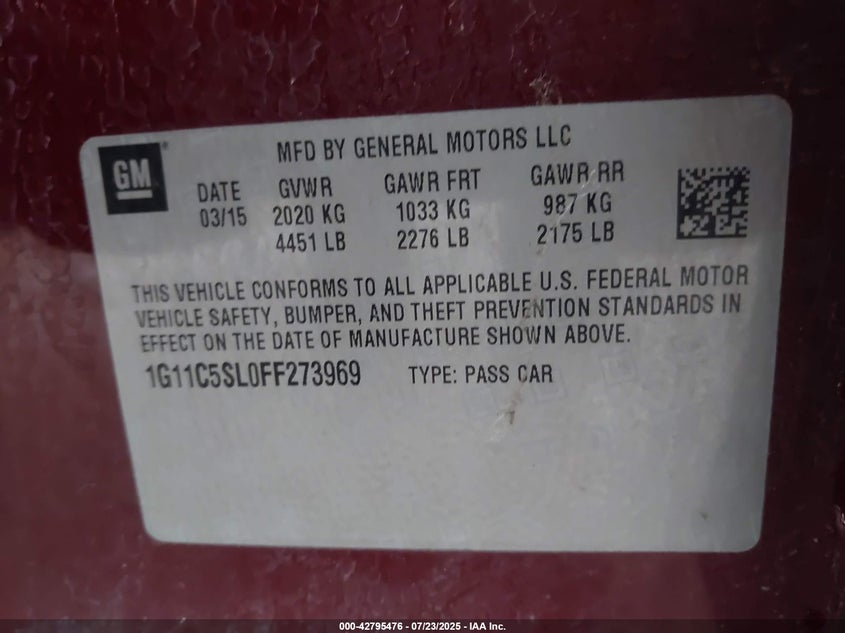 MFD BY GENERAL MOTORS LLC
GM®
DATE GVWR GAWR FRT GAWR RR
03/15 2020 KG 1033 KG 987 KG
4451 LB 2276 LB 2175 LB
THIS VEHICLE CONFORMS TO ALL APPLICABLE U.S. FEDERAL MOTOR
VEHICLE SAFETY, BUMPER, AND THEFT PREVENTION STANDARDS IN
EFFECT ON THE DATE OF MANUFACTURE SHOWN ABOVE.
1G11C5SL0FF273969 TYPE: PASS CAR
000-42795476 - 07/23/2025 - IAA Inc.